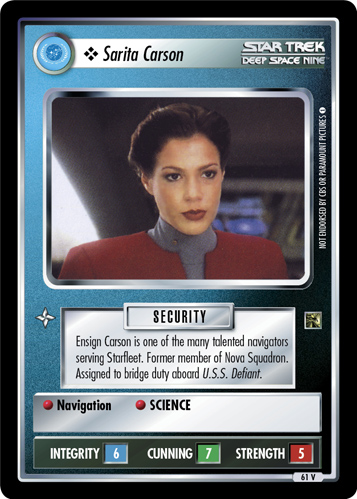 ❖ Sarita Carson
STAR TREK
DEEP SPACE NINE™
NOT ENDORSED BY CBS OR PARAMOUNT PICTURES
SECURITY
Ensign Carson is one of the many talented navigators
serving Starfleet. Former member of Nova Squadron.
Assigned to bridge duty aboard U.S.S. Defiant.
Navigation
SCIENCE
INTEGRITY 6 CUNNING 7 STRENGTH 5
61 V